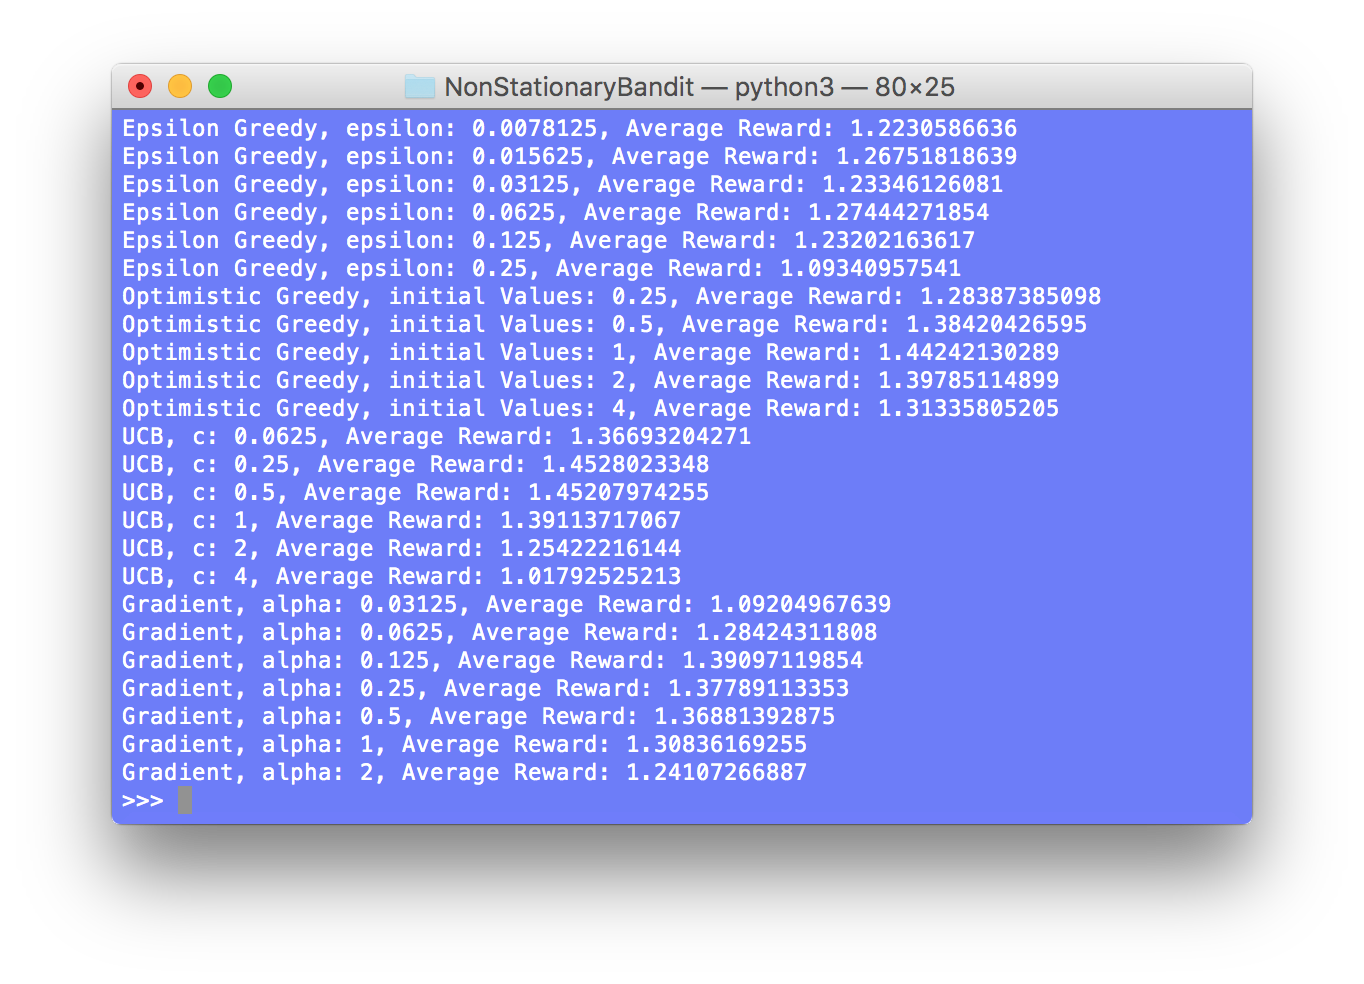 NonStationaryBandit — python3 — 80×25
Epsilon Greedy, epsilon: 0.0078125, Average Reward: 1.2230586636
Epsilon Greedy, epsilon: 0.015625, Average Reward: 1.26751818639
Epsilon Greedy, epsilon: 0.03125, Average Reward: 1.23346126081
Epsilon Greedy, epsilon: 0.0625, Average Reward: 1.27444271854
Epsilon Greedy, epsilon: 0.125, Average Reward: 1.23202163617
Epsilon Greedy, epsilon: 0.25, Average Reward: 1.09340957541
Optimistic Greedy, initial Values: 0.25, Average Reward: 1.28387385098
Optimistic Greedy, initial Values: 0.5, Average Reward: 1.38420426595
Optimistic Greedy, initial Values: 1, Average Reward: 1.44242130289
Optimistic Greedy, initial Values: 2, Average Reward: 1.39785114899
Optimistic Greedy, initial Values: 4, Average Reward: 1.31335805205
UCB, c: 0.0625, Average Reward: 1.36693204271
UCB, c: 0.25, Average Reward: 1.4528023348
UCB, c: 0.5, Average Reward: 1.45207974255
UCB, c: 1, Average Reward: 1.39113717067
UCB, c: 2, Average Reward: 1.25422216144
UCB, c: 4, Average Reward: 1.01792525213
Gradient, alpha: 0.03125, Average Reward: 1.09204967639
Gradient, alpha: 0.0625, Average Reward: 1.28424311808
Gradient, alpha: 0.125, Average Reward: 1.39097119854
Gradient, alpha: 0.25, Average Reward: 1.37789113353
Gradient, alpha: 0.5, Average Reward: 1.36881392875
Gradient, alpha: 1, Average Reward: 1.30836169255
Gradient, alpha: 2, Average Reward: 1.24107266887
>>>